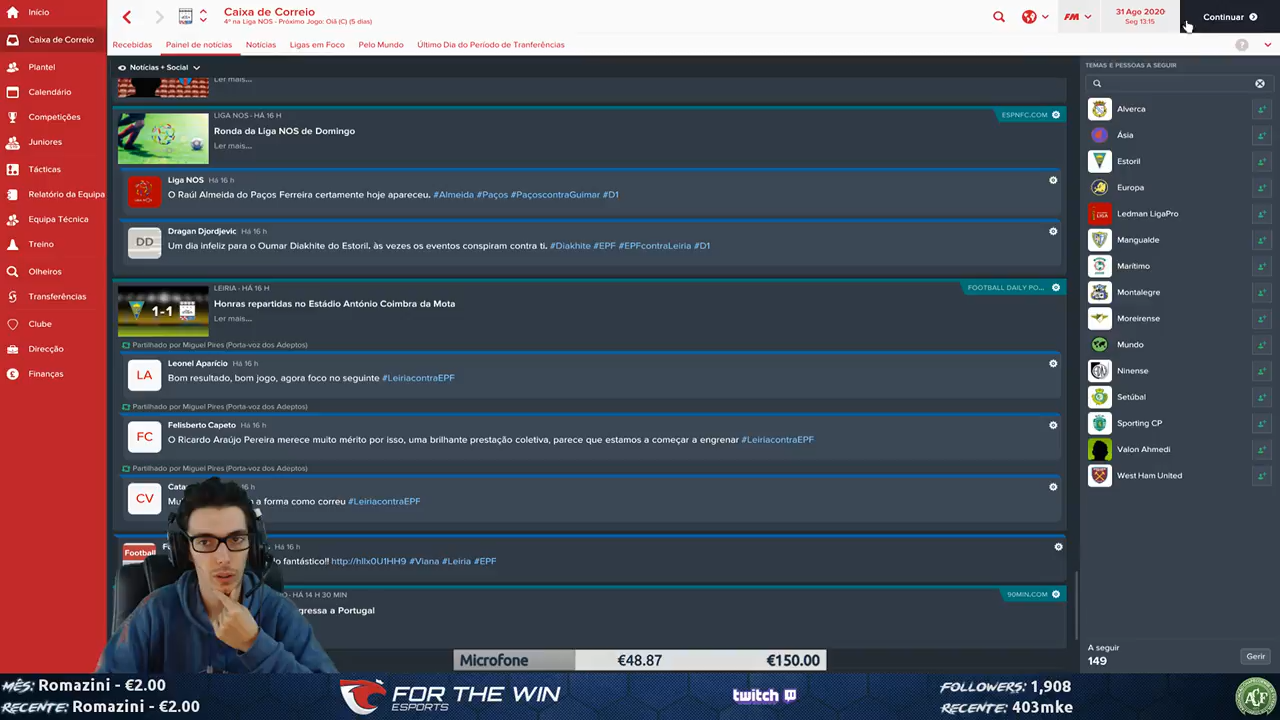 Início
Caixa de Correio
Plantel
Calendário
Competições
Juniores
Tácticas
Relatório da Equipa
Equipa Técnica
Treino
Olheiros
Transferências
Clube
Direcção
Finanças
Caixa de Correio
4º na Liga NOS - Próximo Jogo: Oiã (C) (5 dias)
FM
31 Ago 2020
Seg 13:15
Continuar
Recebidas
Painel de notícias
Notícias
Ligas em Foco
Pelo Mundo
Último Dia do Período de Tranferências
?
Notícias + Social
Ler mais...
LIGA NOS - HÁ 16 H
ESPNFC.COM
Ronda da Liga NOS de Domingo
Ler mais...
Liga NOS Há 16 h
O Raúl Almeida do Paços Ferreira certamente hoje apareceu. #Almeida #Paços #PaçoscontraGuimar #D1
DD
Dragan Djordjevic Há 16 h
Um dia infeliz para o Oumar Diakhite do Estoril, às vezes os eventos conspiram contra ti. #Diakhite #EPF #EPFcontraLeiria #D1
LEIRIA - HÁ 16 H
FOOTBALL DAILY PO...
1-1
Honras repartidas no Estádio António Coimbra da Mota
Ler mais...
Partilhado por Miguel Pires (Porta-voz dos Adeptos)
LA
Leonel Aparício Há 16 h
Bom resultado, bom jogo, agora foco no seguinte #LeiriacontraEPF
Partilhado por Miguel Pires (Porta-voz dos Adeptos)
FC
Felisberto Capeto Há 16 h
O Ricardo Araújo Pereira merece muito mérito por isso, uma brilhante prestação coletiva, parece que estamos a começar a engrenar #LeiriacontraEPF
Partilhado por Miguel Pires (Porta-voz dos Adeptos)
CV
Cata 16 h
a forma como correu #LeiriacontraEPF
Football
Há 16 h
fantástico!! http://hIIx0U1HH9 #Viana #Leiria #EPF
HÁ 14 H 30 MIN
90MIN.COM
gressa a Portugal
TEMAS E PESSOAS A SEGUIR
Alverca
Ásia
Estoril
Europa
Ledman LigaPro
Mangualde
Marítimo
Montalegre
Moreirense
Mundo
Ninense
Setúbal
Sporting CP
Valon Ahmedi
West Ham United
A seguir
149
Gerir
Microfone €48.87 €150.00
MÊS: Romazini - €2.00
RECENTE: Romazini - €2.00
FOR THE WIN
ESPORTS
twitch
FOLLOWERS: 1,908
RECENTE: 403mke